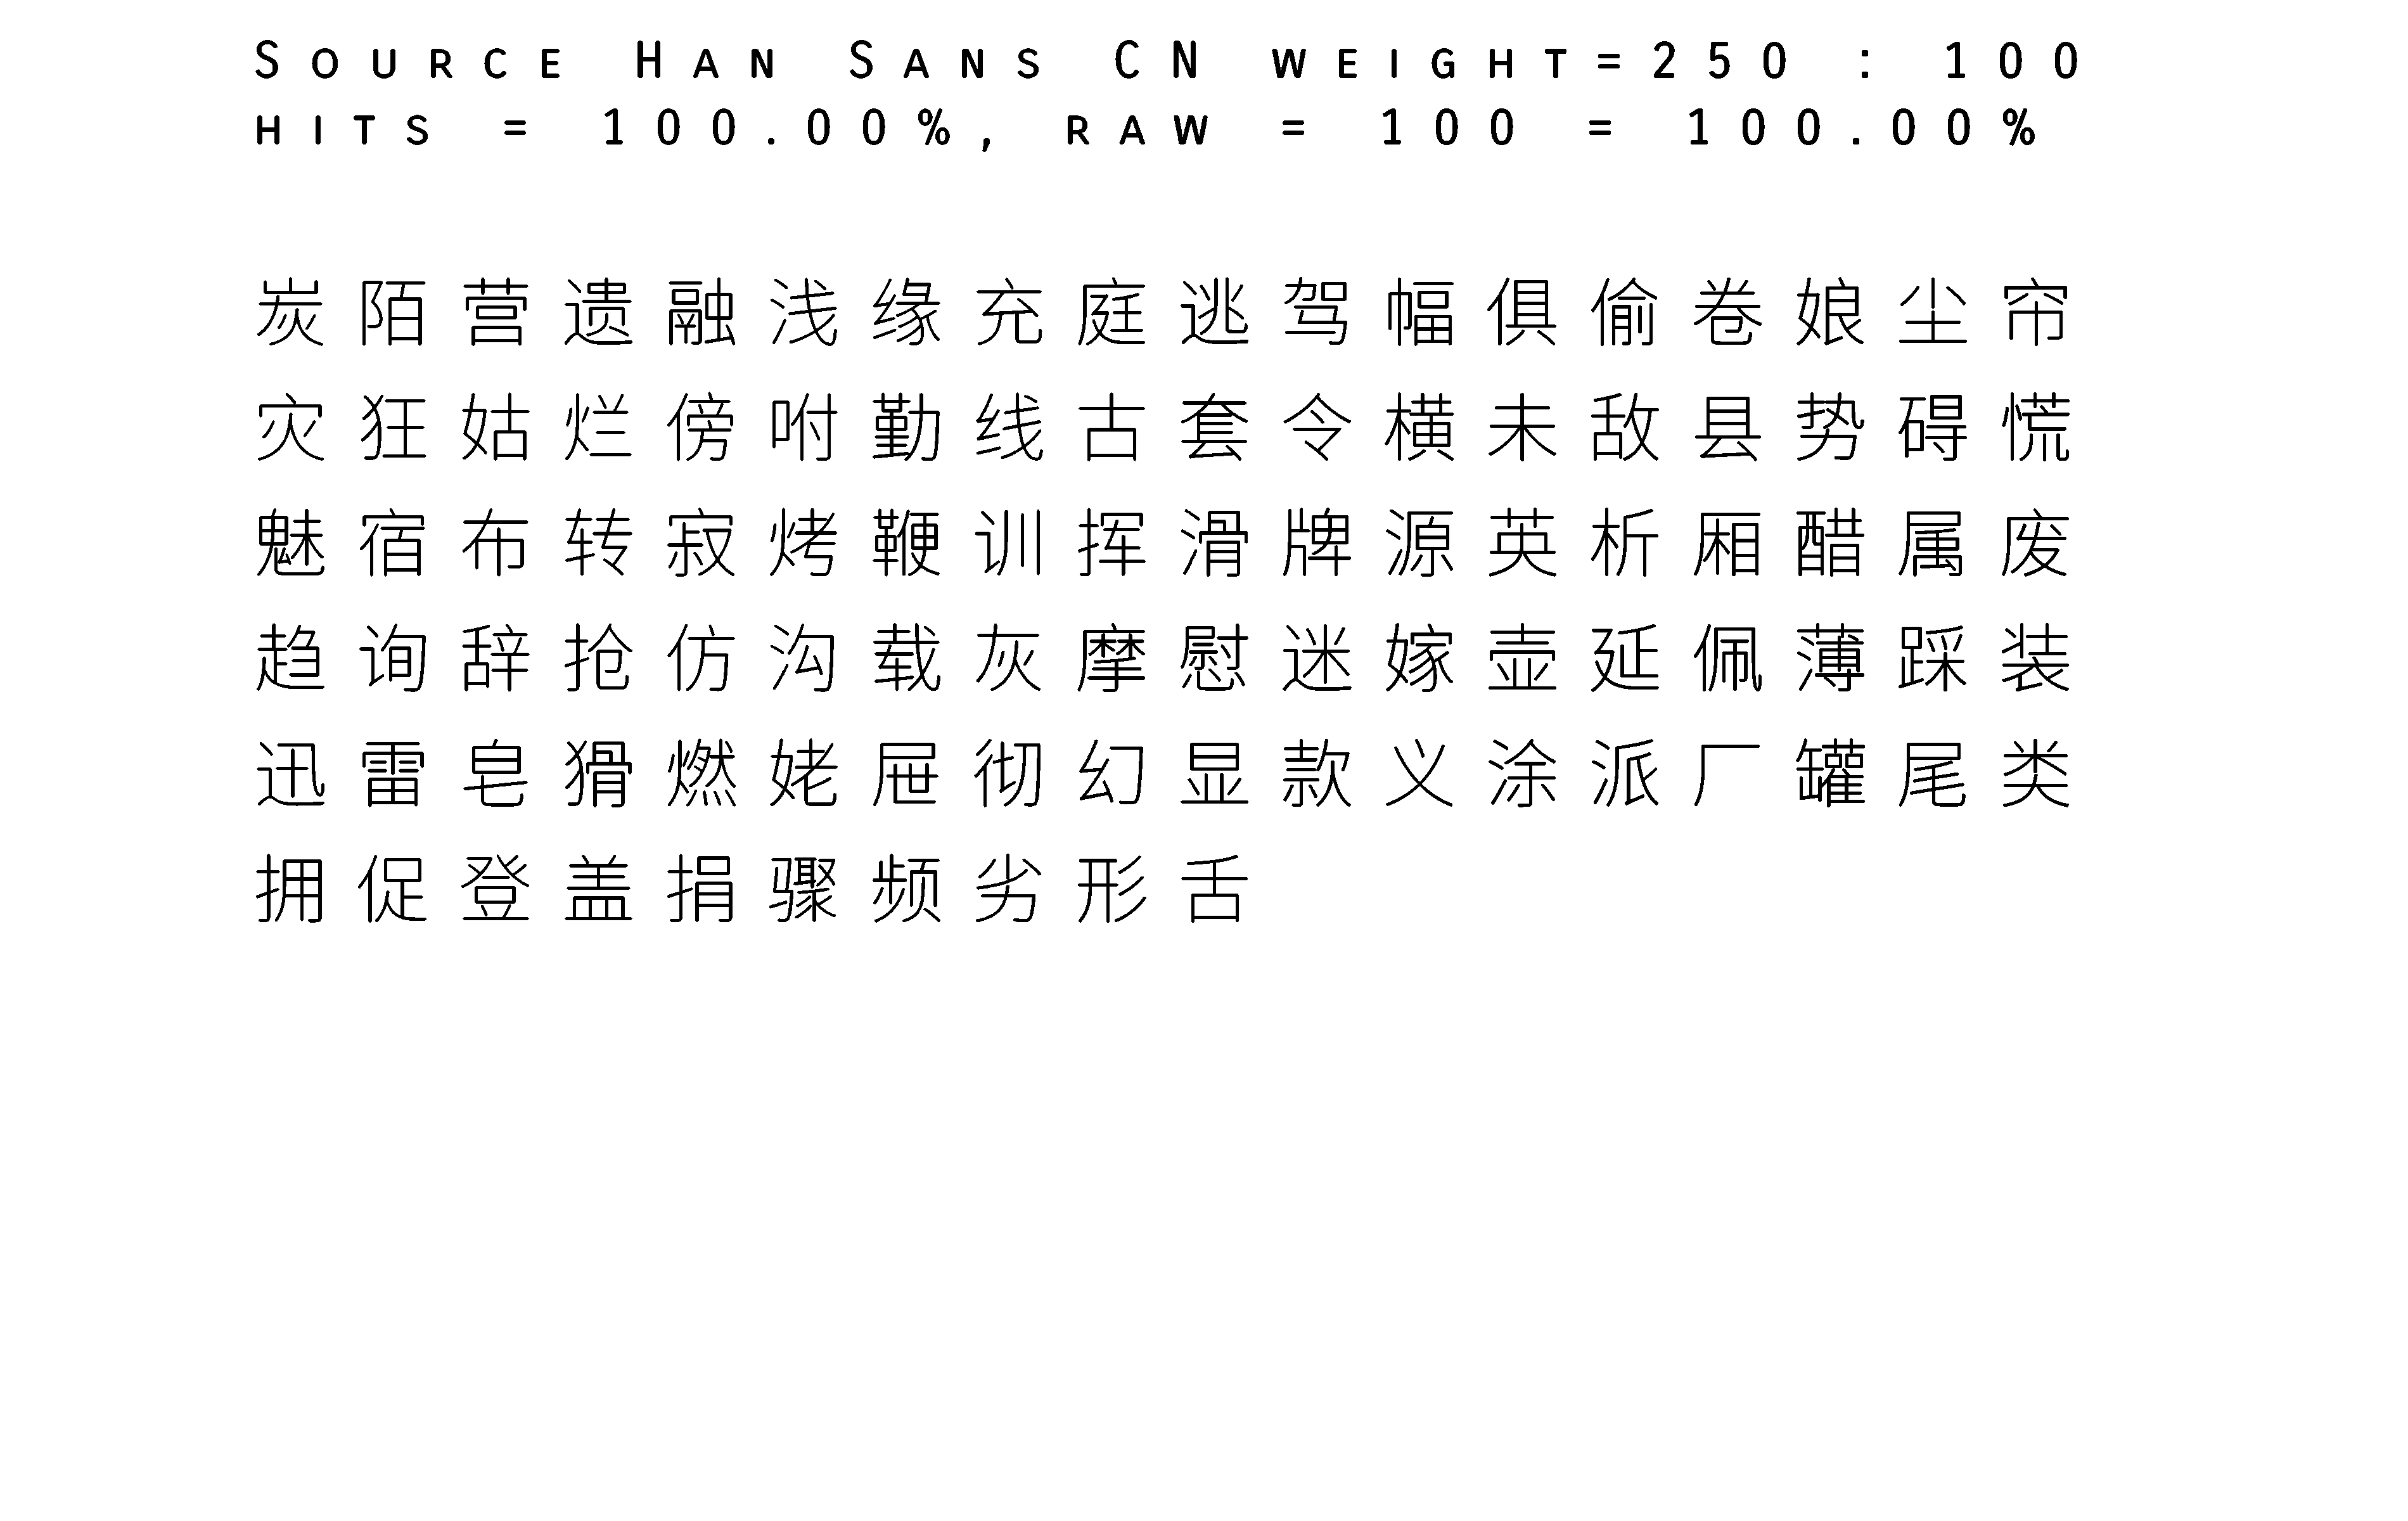 Source Han Sans CN weight=250 : 100
hits = 100.00%, raw = 100 = 100.00%
炭陌营遗融浅缘充庭逃驾幅俱偷卷娘尘帘
灾狂姑烂傍咐勤线古套令横未敌县势碍慌
魅宿布转寂烤鞭训挥滑牌源英析厢醋属废
趋询辞抢仿沟载灰摩慰迷嫁壶延佩薄踩装
迅雷皂猾燃姥屉彻幻显款义涂派厂罐尾类
拥促登盖捐骤频劣形舌